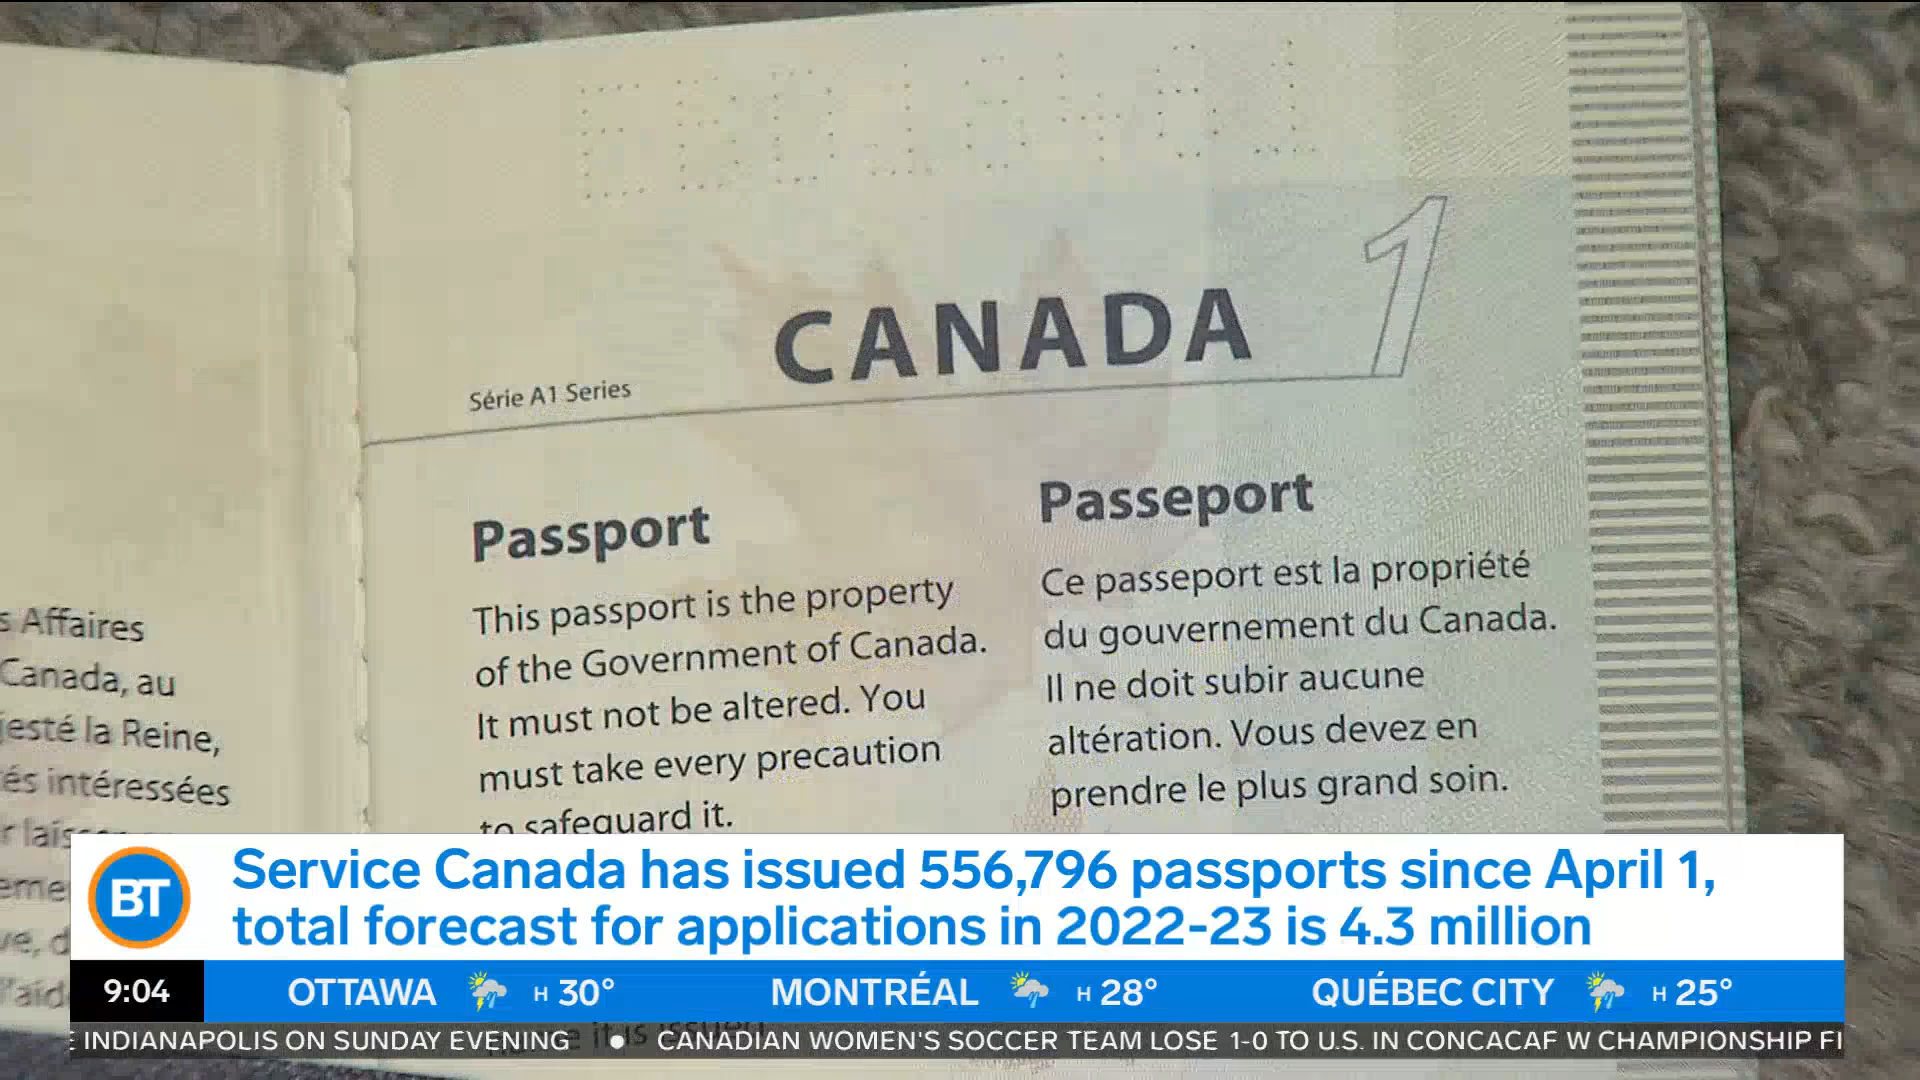 CANADA 1
Série A1 Series
Passport
This passport is the property
of the Government of Canada.
It must not be altered. You
must take every precaution
to safeguard it.
Passeport
Ce passeport est la propriété
du gouvernement du Canada.
Il ne doit subir aucune
altération. Vous devez en
prendre le plus grand soin.
s Affaires
Canada, au
jesté la Reine,
és intéressées
BT
Service Canada has issued 556,796 passports since April 1,
total forecast for applications in 2022-23 is 4.3 million
9:04 OTTAWA H 30° MONTRÉAL H 28° QUÉBEC CITY H 25°
INDIANAPOLIS ON SUNDAY EVENING • CANADIAN WOMEN'S SOCCER TEAM LOSE 1-0 TO U.S. IN CONCACAF W CHAMPIONSHIP FI